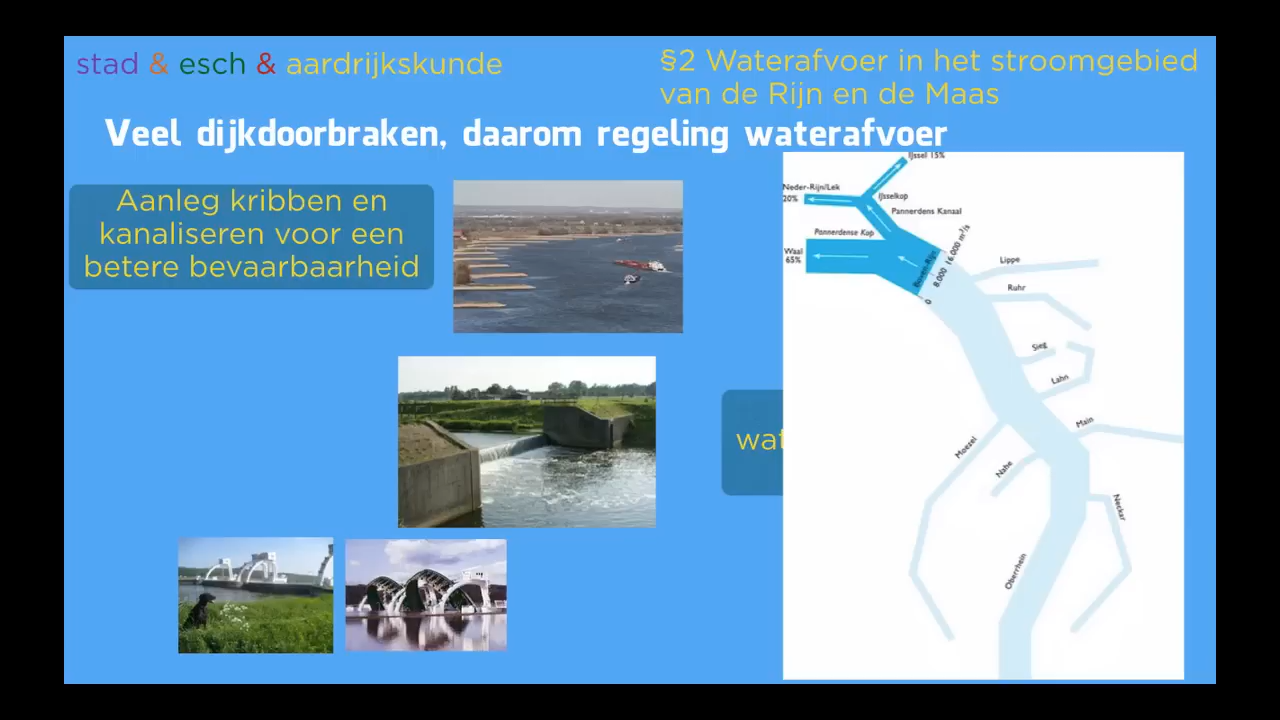 stad & esch & aardrijkskunde
§2 Waterafvoer in het stroomgebied
van de Rijn en de Maas
Veel dijkdoorbraken, daarom regeling waterafvoer
Aanleg kribben en
kanaliseren voor een
betere bevaarbaarheid
wat
IJssel 15%
Neder-Rijn/Lek
20%
IJsselkop
Pannerdens Kanaal
Pannerdense Kop
Waal
65%
Boven-Rijn
0
8.000
16.000 m³/s
Lippe
Ruhr
Sieg
Lahn
Main
Moezel
Nahe
Neckar
Oberrhein